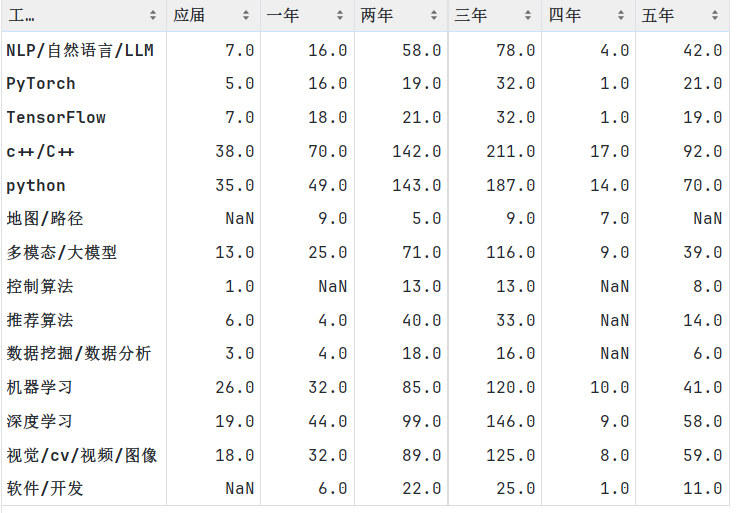 工… 应届 一年 两年 三年 四年 五年
NLP/自然语言/LLM 7.0 16.0 58.0 78.0 4.0 42.0
PyTorch 5.0 16.0 19.0 32.0 1.0 21.0
TensorFlow 7.0 18.0 21.0 32.0 1.0 19.0
c++/C++ 38.0 70.0 142.0 211.0 17.0 92.0
python 35.0 49.0 143.0 187.0 14.0 70.0
地图/路径 NaN 9.0 5.0 9.0 7.0 NaN
多模态/大模型 13.0 25.0 71.0 116.0 9.0 39.0
控制算法 1.0 NaN 13.0 13.0 NaN 8.0
推荐算法 6.0 4.0 40.0 33.0 NaN 14.0
数据挖掘/数据分析 3.0 4.0 18.0 16.0 NaN 6.0
机器学习 26.0 32.0 85.0 120.0 10.0 41.0
深度学习 19.0 44.0 99.0 146.0 9.0 58.0
视觉/cv/视频/图像 18.0 32.0 89.0 125.0 8.0 59.0
软件/开发 NaN 6.0 22.0 25.0 1.0 11.0